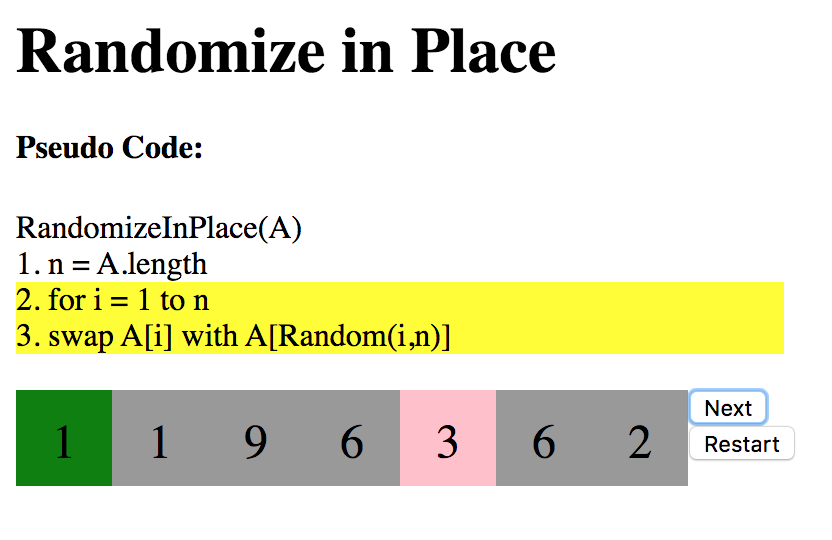 Randomize in Place
Pseudo Code:
RandomizeInPlace(A)
1. n = A.length
2. for i = 1 to n
3. swap A[i] with A[Random(i,n)]
1 1 9 6 3 6 2
Next
Restart